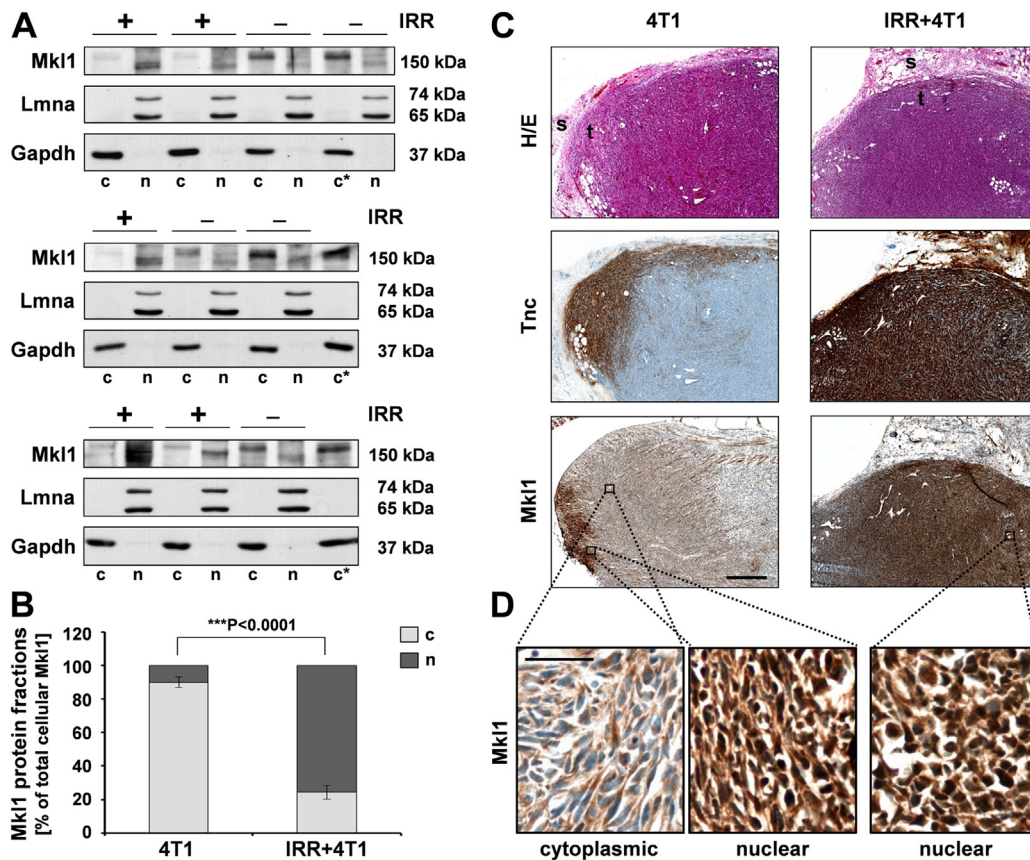 A
+ + – – IRR
Mkl1 150 kDa
Lmna 74 kDa
65 kDa
Gapdh 37 kDa
c n c n c n c* n
+ – – IRR
Mkl1 150 kDa
Lmna 74 kDa
65 kDa
Gapdh 37 kDa
c n c n c n c*
+ + – IRR
Mkl1 150 kDa
Lmna 74 kDa
65 kDa
Gapdh 37 kDa
c n c n c n c*
B
Mkl1 protein fractions
[% of total cellular Mkl1]
120
100
80
60
40
20
0
***P<0.0001
c
n
4T1 IRR+4T1
C
4T1 IRR+4T1
H/E
s t
s
t
Tnc
Mkl1
D
Mkl1
cytoplasmic nuclear nuclear